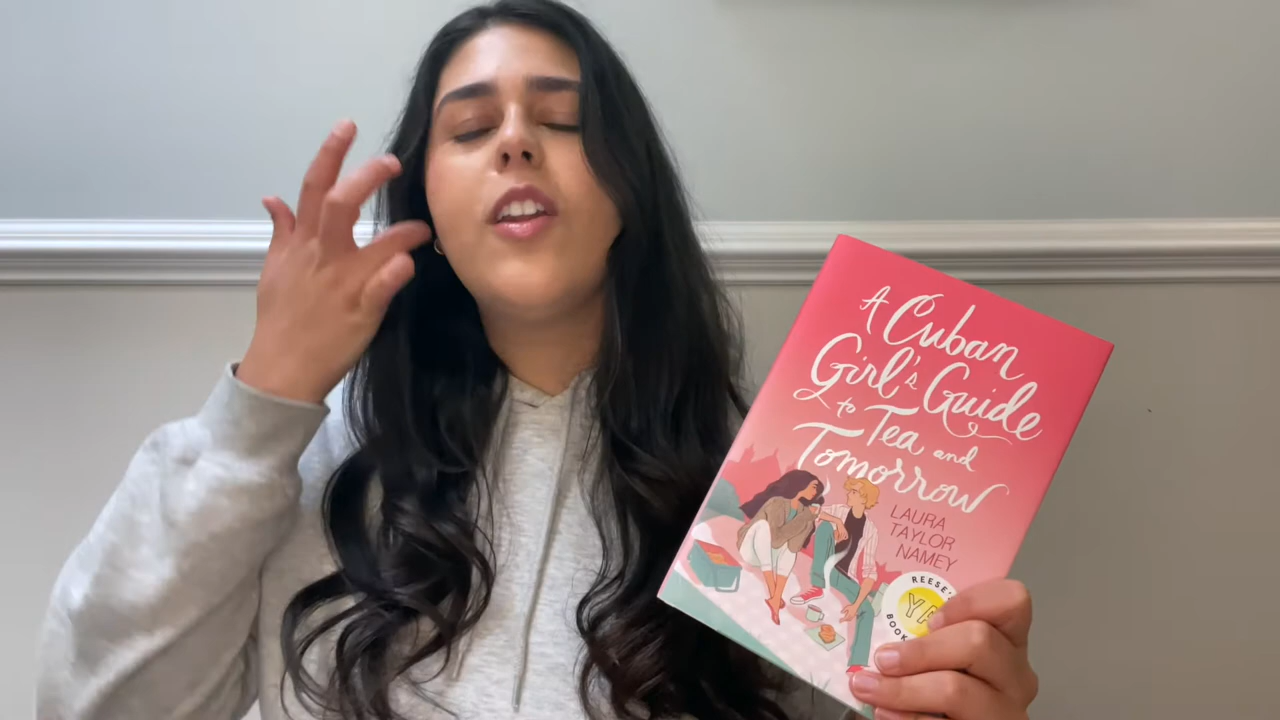 A Cuban
Girl's Guide
to Tea and
Tomorrow
LAURA
TAYLOR
NAMEY
REESE'S
YA
BOOK